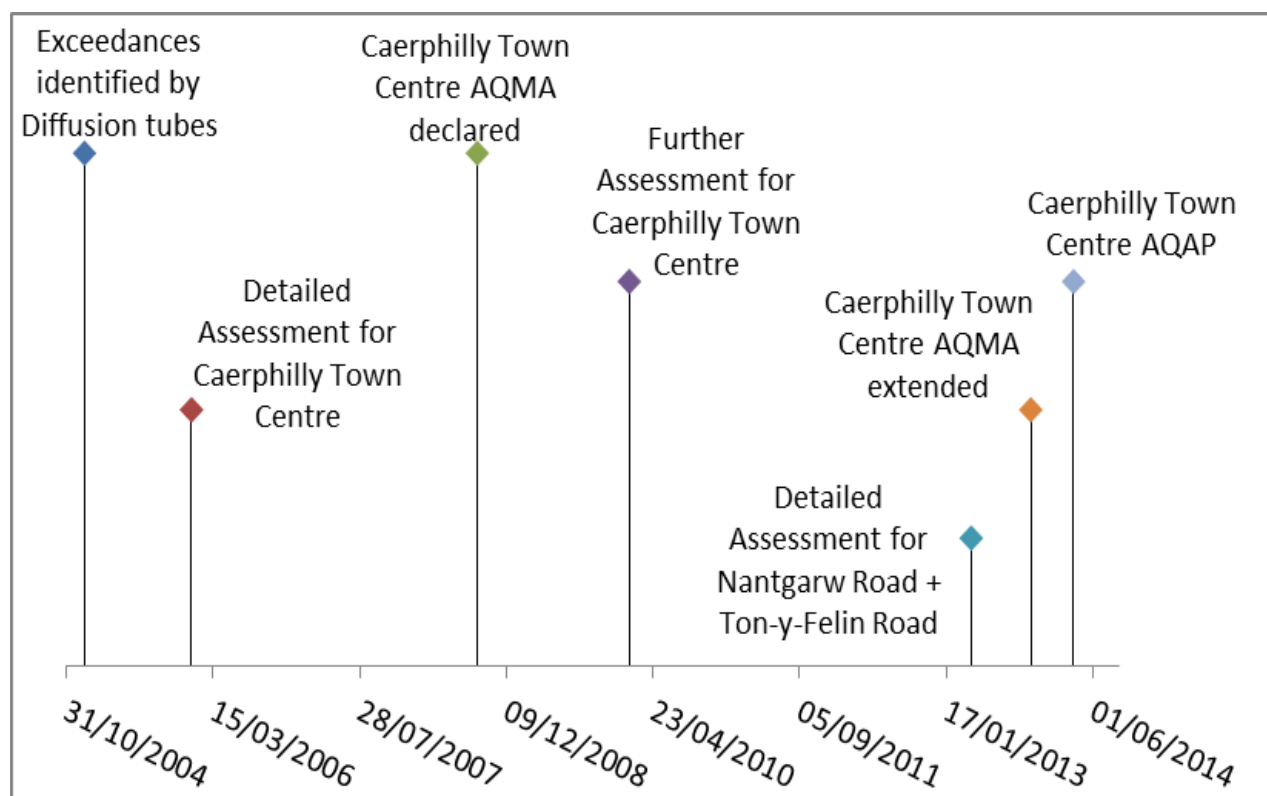 Exceedances
identified by
Diffusion tubes
Detailed
Assessment for
Caerphilly Town
Centre
Caerphilly Town
Centre AQMA
declared
Further
Assessment for
Caerphilly Town
Centre
Detailed
Assessment for
Nantgarw Road +
Ton-y-Felin Road
Caerphilly Town
Centre AQMA
extended
Caerphilly Town
Centre AQAP
31/10/2004
15/03/2006
28/07/2007
09/12/2008
23/04/2010
05/09/2011
17/01/2013
01/06/2014